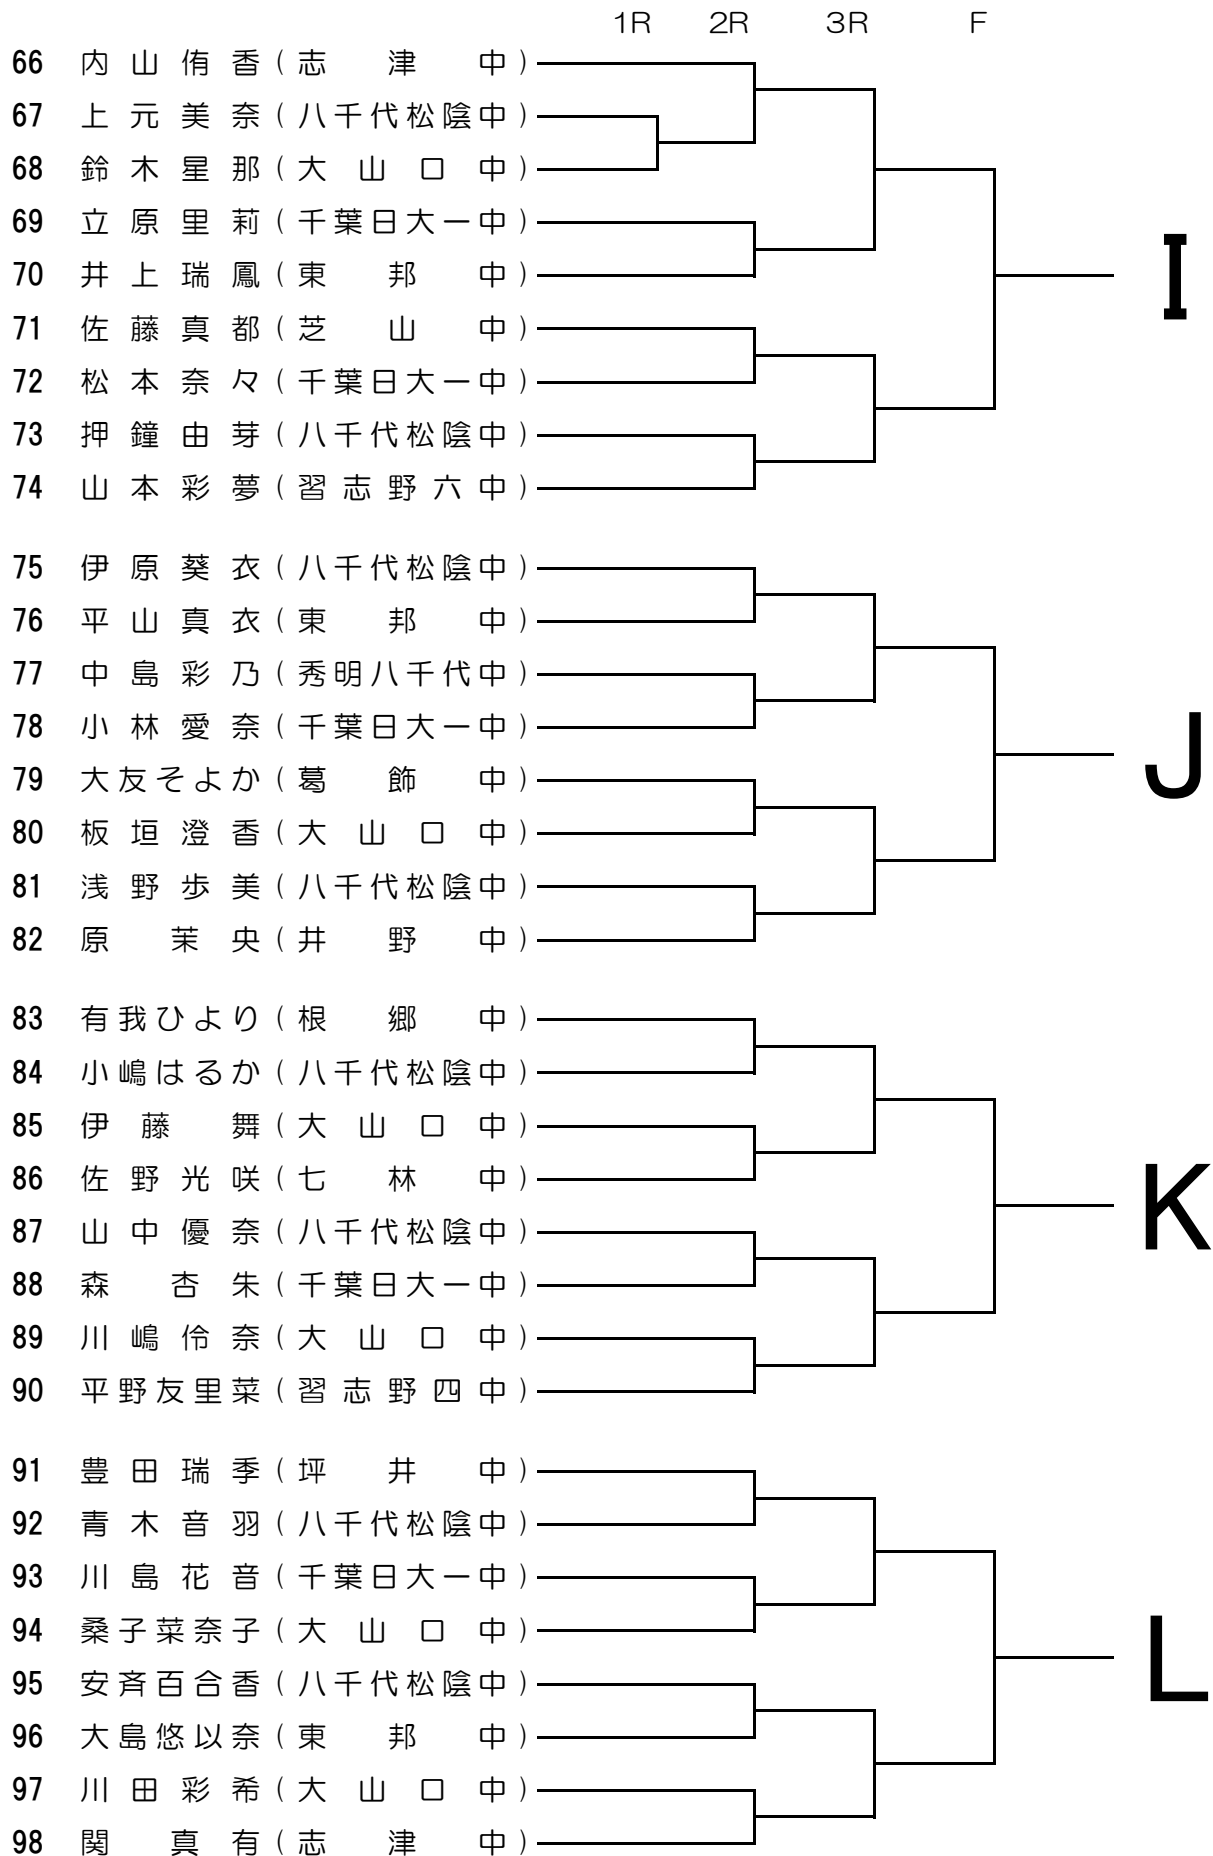 1R 2R 3R F
66 内山侑香(志津中)
67 上元美奈(八千代松陰中)
68 鈴木星那(大山口中)
69 立原里莉(千葉日大一中)
70 井上瑞鳳(東邦中)
I
71 佐藤真都(芝山中)
72 松本奈々(千葉日大一中)
73 押鐘由芽(八千代松陰中)
74 山本彩夢(習志野六中)
75 伊原葵衣(八千代松陰中)
76 平山真衣(東邦中)
77 中島彩乃(秀明八千代中)
78 小林愛奈(千葉日大一中)
J
79 大友そよか(葛飾中)
80 板垣澄香(大山口中)
81 浅野歩美(八千代松陰中)
82 原茉央(井野中)
83 有我ひより(根郷中)
84 小嶋はるか(八千代松陰中)
85 伊藤舞(大山口中)
86 佐野光咲(七林中)
K
87 山中優奈(八千代松陰中)
88 森杏朱(千葉日大一中)
89 川嶋伶奈(大山口中)
90 平野友里菜(習志野四中)
91 豊田瑞季(坪井中)
92 青木音羽(八千代松陰中)
93 川島花音(千葉日大一中)
94 桑子菜奈子(大山口中)
L
95 安斉百合香(八千代松陰中)
96 大島悠以奈(東邦中)
97 川田彩希(大山口中)
98 関真有(志津中)